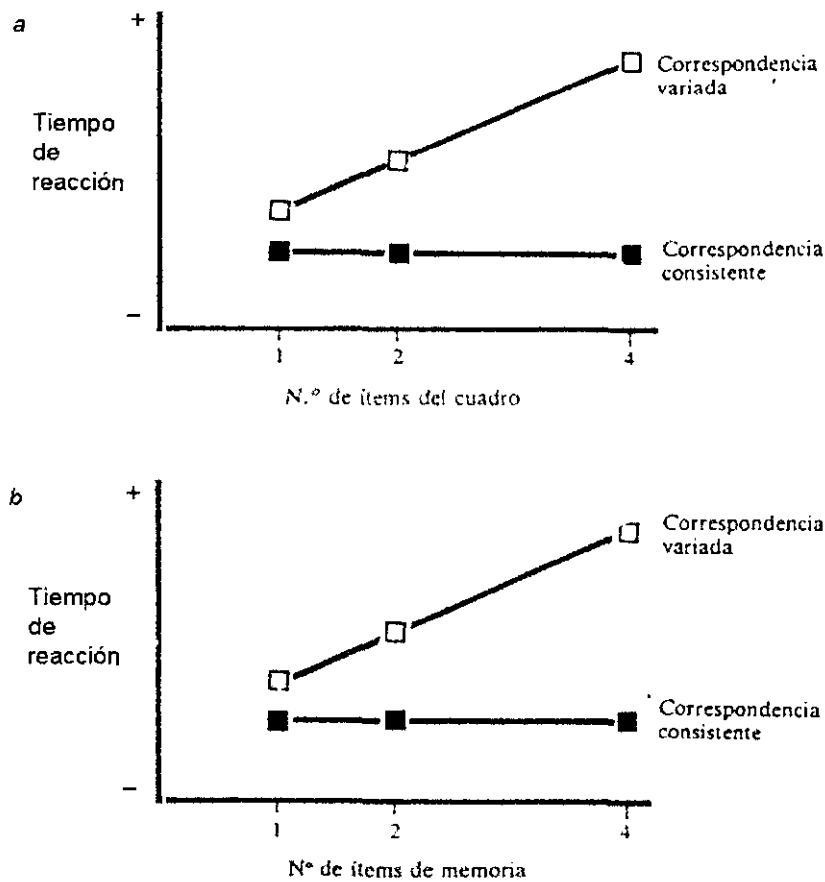 a
+
Tiempo
de
reacción
−
Correspondencia
variada
Correspondencia
consistente
1 2 4
N.º de ítems del cuadro
b
+
Tiempo
de
reacción
−
Correspondencia
variada
Correspondencia
consistente
1 2 4
Nº de ítems de memoria